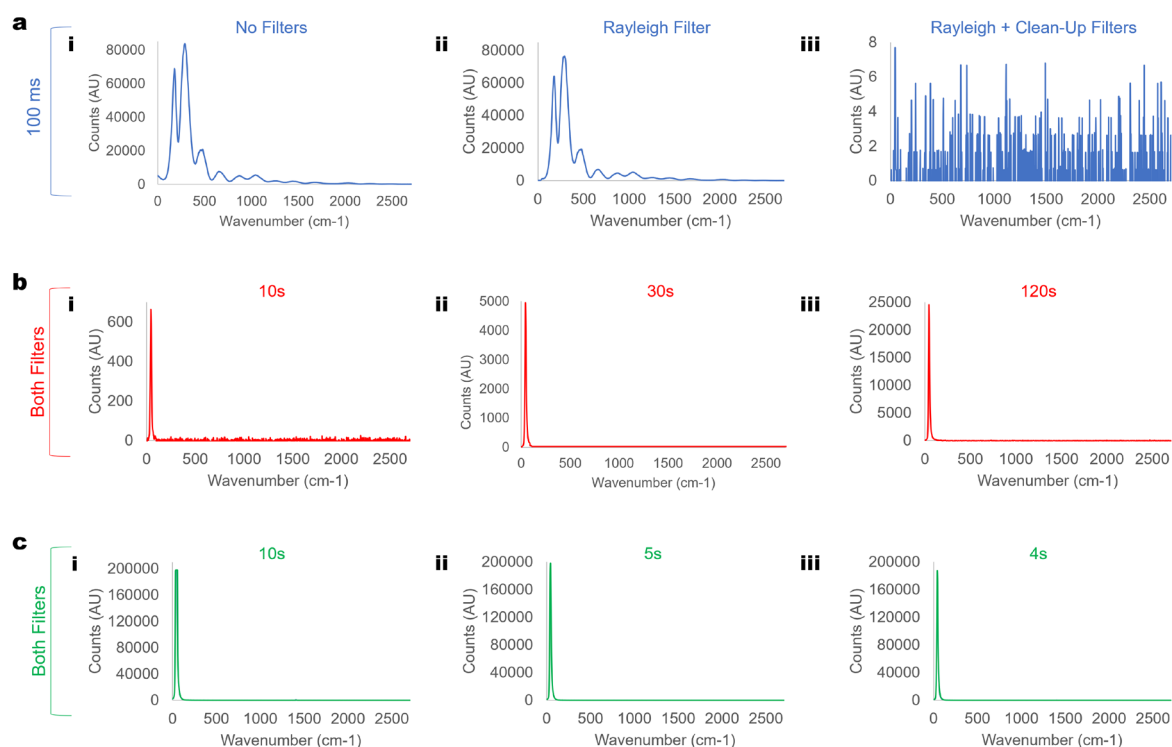 a
100 ms
i
No Filters
Counts (AU)
80000
60000
40000
20000
0
0 500 1000 1500 2000 2500
Wavenumber (cm-1)
ii
Rayleigh Filter
Counts (AU)
80000
60000
40000
20000
0
0 500 1000 1500 2000 2500
Wavenumber (cm-1)
iii
Rayleigh + Clean-Up Filters
Counts (AU)
8
6
4
2
0
0 500 1000 1500 2000 2500
Wavenumber (cm-1)
b
Both Filters
i
10s
Counts (AU)
600
400
200
0
0 500 1000 1500 2000 2500
Wavenumber (cm-1)
ii
30s
Counts (AU)
5000
4000
3000
2000
1000
0
0 500 1000 1500 2000 2500
Wavenumber (cm-1)
iii
120s
Counts (AU)
25000
20000
15000
10000
5000
0
0 500 1000 1500 2000 2500
Wavenumber (cm-1)
c
Both Filters
i
10s
Counts (AU)
200000
160000
120000
80000
40000
0
0 500 1000 1500 2000 2500
Wavenumber (cm-1)
ii
5s
Counts (AU)
200000
160000
120000
80000
40000
0
0 500 1000 1500 2000 2500
Wavenumber (cm-1)
iii
4s
Counts (AU)
200000
160000
120000
80000
40000
0
0 500 1000 1500 2000 2500
Wavenumber (cm-1)